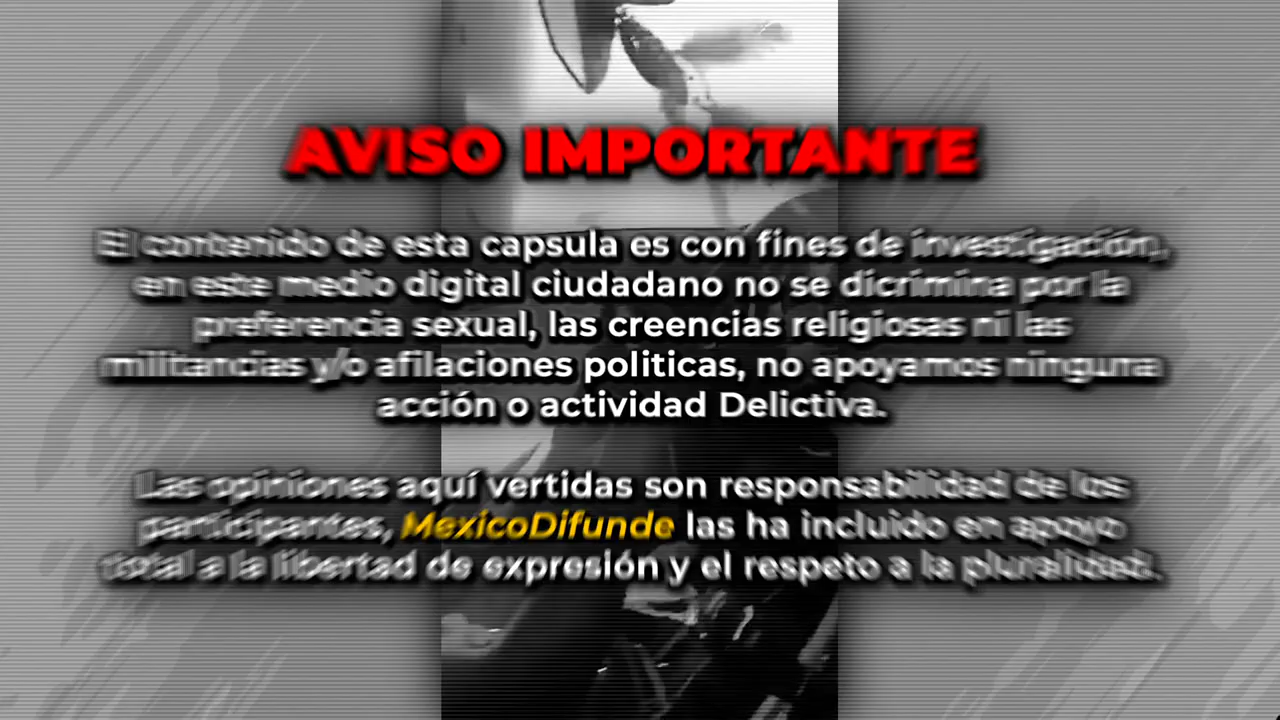 AVISO IMPORTANTE
El contenido de esta capsula es con fines de investigación,
en este medio digital ciudadano no se dicrimina por la
preferencia sexual, las creencias religiosas ni las
militancias y/o afilaciones politicas, no apoyamos ninguna
acción o actividad Delictiva.
Las opiniones aquí vertidas son responsabilidad de los
participantes, MexicoDifunde las ha incluido en apoyo
total a la libertad de expresión y el respeto a la pluralidad.